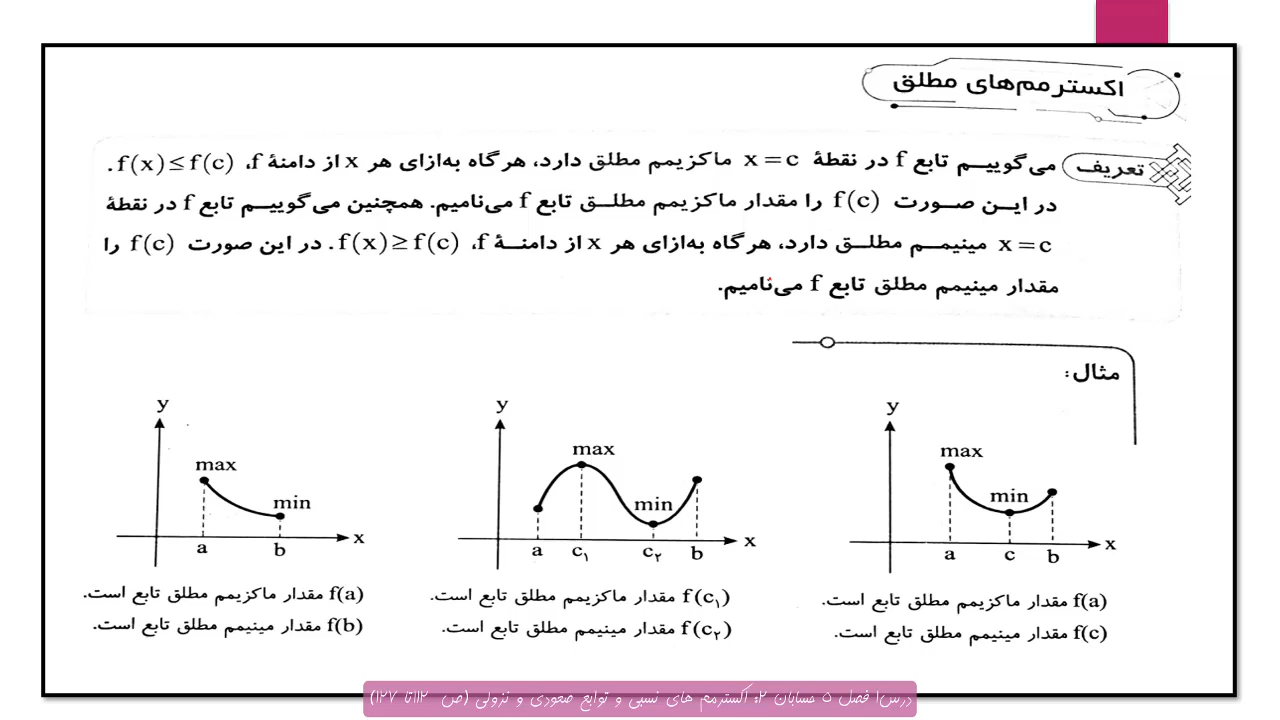 اکسترمم‌های مطلق
تعریف
می‌گوییم تابع f در نقطهٔ x = c ماکزیمم مطلق دارد، هرگاه به‌ازای هر x از دامنهٔ f، f(x) ≤ f(c).
در این صورت f(c) را مقدار ماکزیمم مطلق تابع f می‌نامیم. همچنین می‌گوییم تابع f در نقطهٔ
x = c مینیمم مطلق دارد، هرگاه به‌ازای هر x از دامنهٔ f، f(x) ≥ f(c). در این صورت f(c) را
مقدار مینیمم مطلق تابع f می‌نامیم.
مثال:
y
max
min
a c b x
f(a) مقدار ماکزیمم مطلق تابع است.
f(c) مقدار مینیمم مطلق تابع است.
y
max
min
a c₁ c₂ b x
f(c₁) مقدار ماکزیمم مطلق تابع است.
f(c₂) مقدار مینیمم مطلق تابع است.
y
max
min
a b x
f(a) مقدار ماکزیمم مطلق تابع است.
f(b) مقدار مینیمم مطلق تابع است.
درس۱ فصل ۵ حسابان ۲: اکسترمم های نسبی و توابع صعودی و نزولی (ص ۱۱۲ تا ۱۲۷)